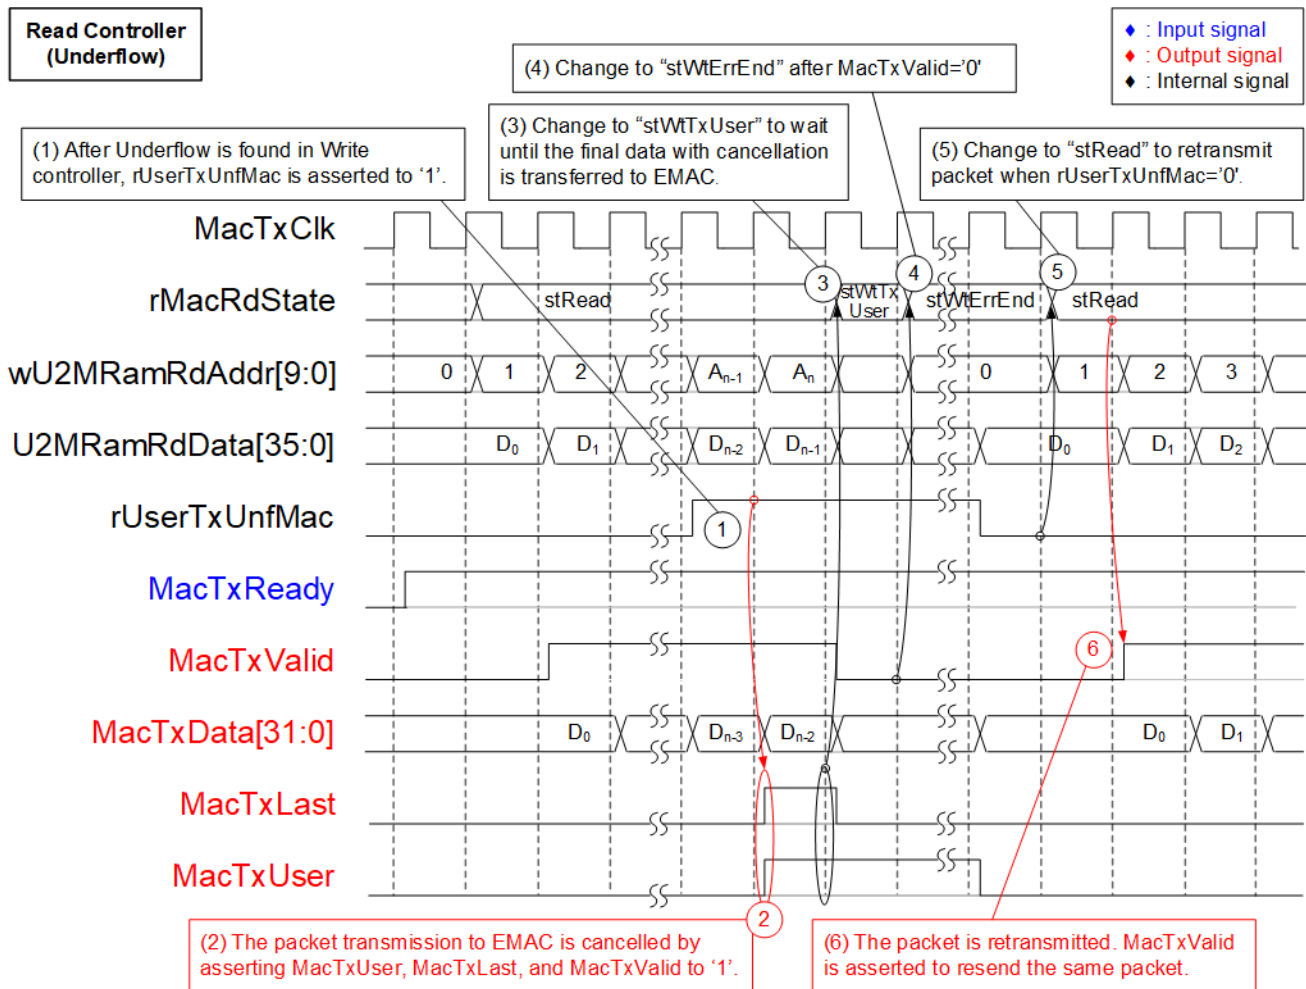 Read Controller
(Underflow)
♦ : Input signal
♦ : Output signal
♦ : Internal signal
(4) Change to “stWtErrEnd” after MacTxValid=‘0’
(1) After Underflow is found in Write
controller, rUserTxUnfMac is asserted to ‘1’.
(3) Change to “stWtTxUser” to wait
until the final data with cancellation
is transferred to EMAC.
(5) Change to “stRead” to retransmit
packet when rUserTxUnfMac=‘0’.
MacTxClk
rMacRdState
stRead
3
stWtTx
User
4
stWtErrEnd
5
stRead
wU2MRamRdAddr[9:0]
0 1 2 An-1 An 0 1 2 3
U2MRamRdData[35:0]
D0 D1 Dn-2 Dn-1 D0 D1 D2
rUserTxUnfMac
1
MacTxReady
MacTxValid
6
MacTxData[31:0]
D0 Dn-3 Dn-2 D0 D1
MacTxLast
MacTxUser
2
(2) The packet transmission to EMAC is cancelled by
asserting MacTxUser, MacTxLast, and MacTxValid to ‘1’.
(6) The packet is retransmitted. MacTxValid
is asserted to resend the same packet.